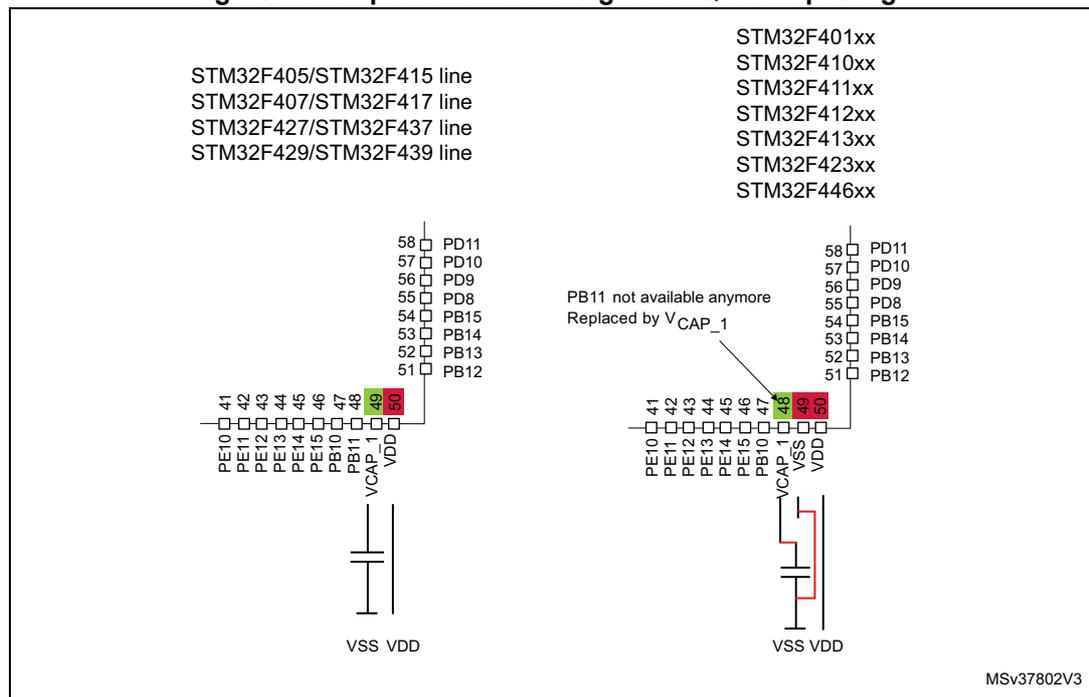 STM32F405/STM32F415 line
STM32F407/STM32F417 line
STM32F427/STM32F437 line
STM32F429/STM32F439 line
58 PD11
57 PD10
56 PD9
55 PD8
54 PB15
53 PB14
52 PB13
51 PB12
41 42 43 44 45 46 47 48 49 50
PE10 PE11 PE12 PE13 PE14 PE15 PB10 PB11 VCAP_1 VDD
VSS VDD
STM32F401xx
STM32F410xx
STM32F411xx
STM32F412xx
STM32F413xx
STM32F423xx
STM32F446xx
PB11 not available anymore
Replaced by VCAP_1
58 PD11
57 PD10
56 PD9
55 PD8
54 PB15
53 PB14
52 PB13
51 PB12
41 42 43 44 45 46 47 48 49 50
PE10 PE11 PE12 PE13 PE14 PE15 PB10 VCAP_1 VSS VDD
VSS VDD
MSv37802V3